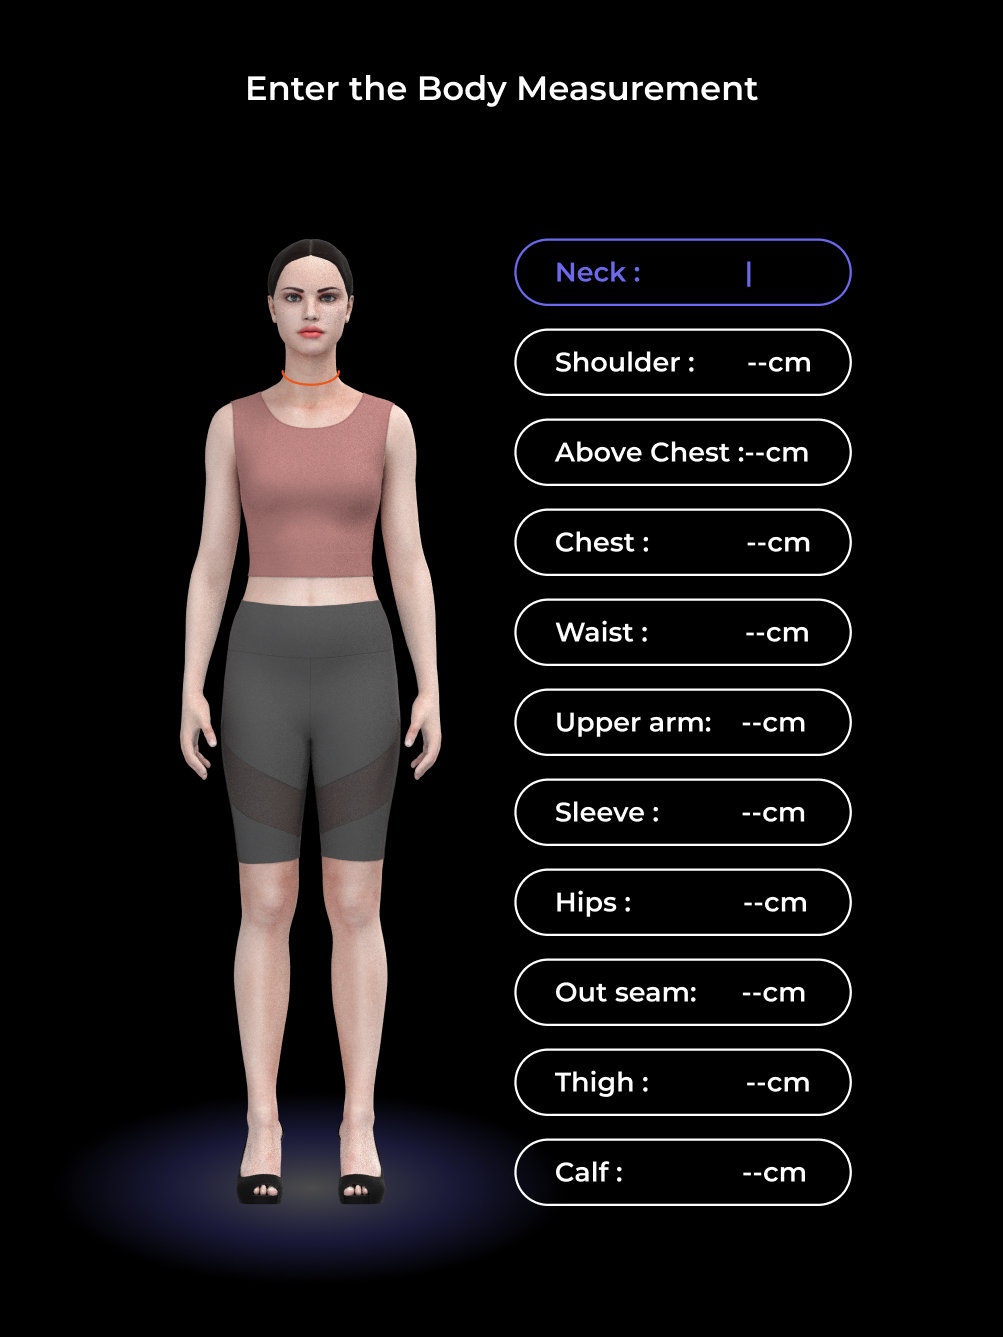 Enter the Body Measurement
Neck : |
Shoulder : --cm
Above Chest :--cm
Chest : --cm
Waist : --cm
Upper arm: --cm
Sleeve : --cm
Hips : --cm
Out seam: --cm
Thigh : --cm
Calf : --cm